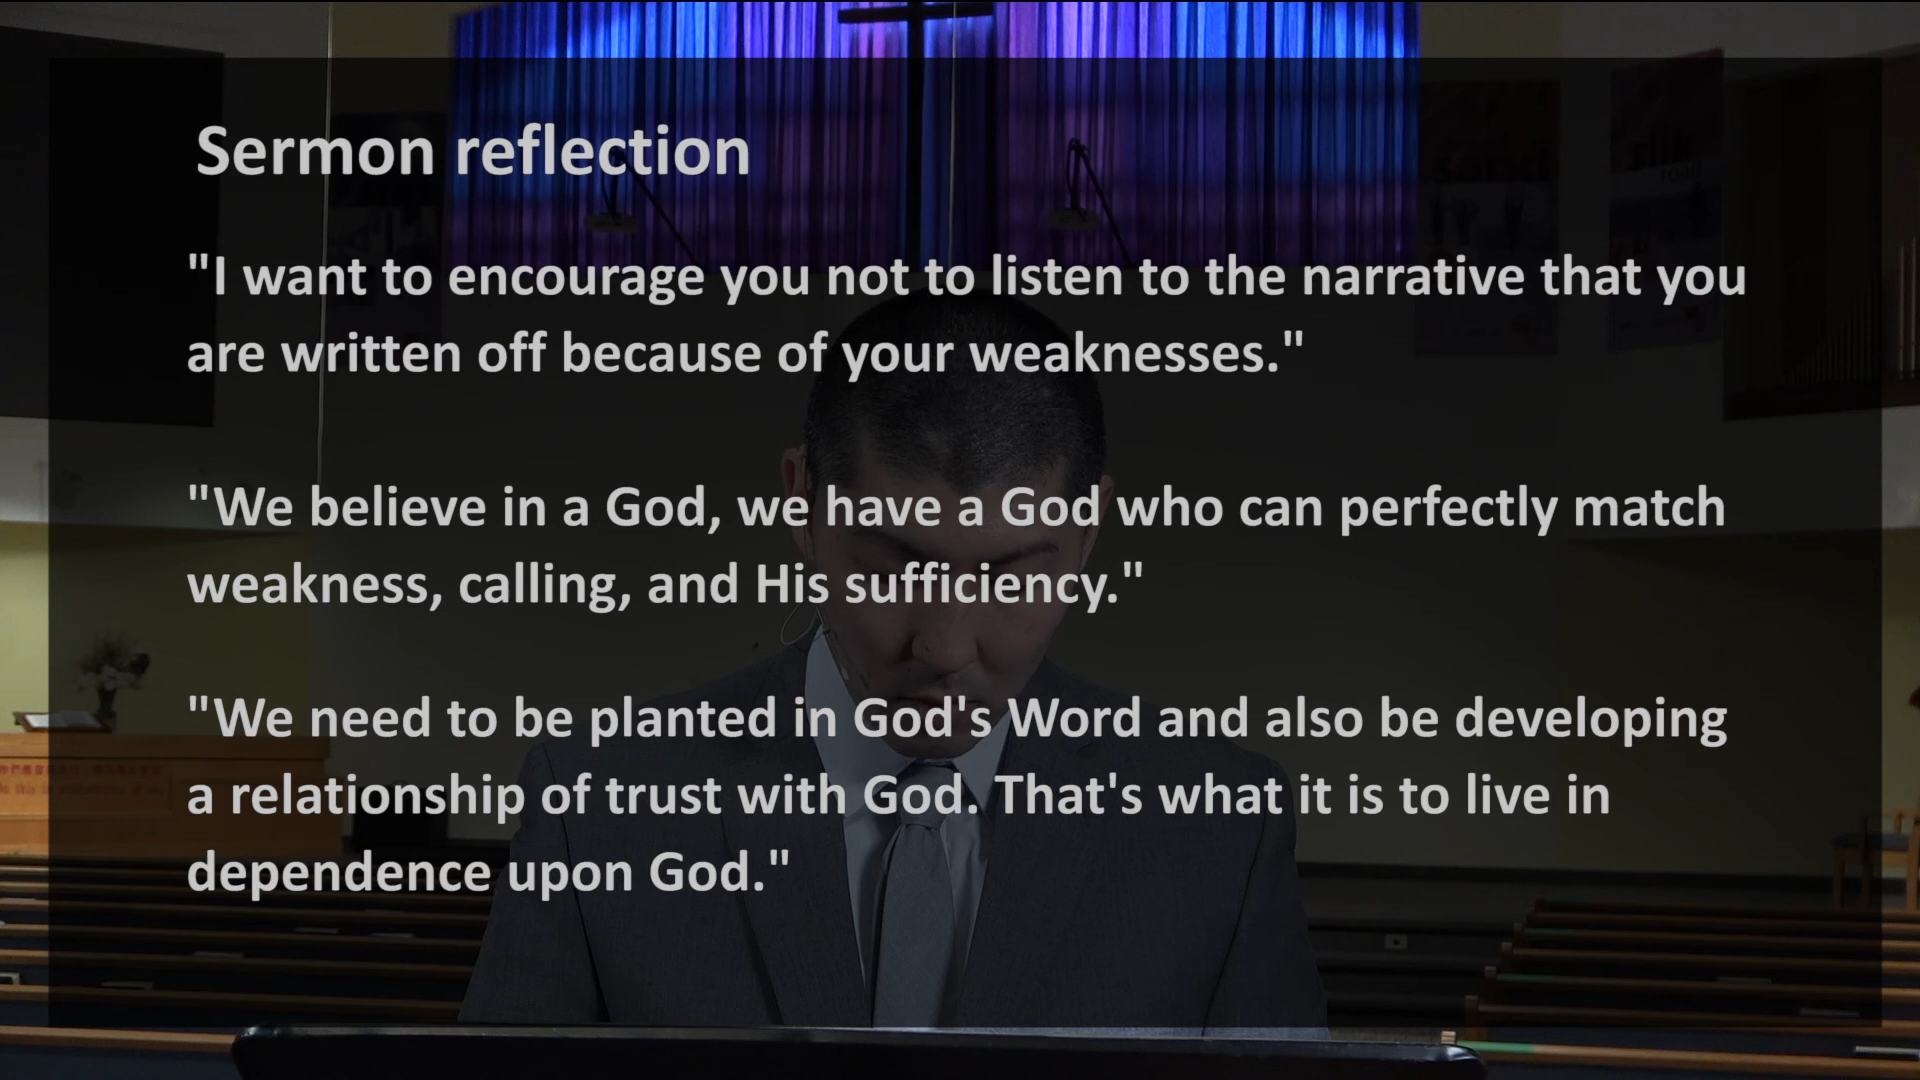 Sermon reflection
"I want to encourage you not to listen to the narrative that you
are written off because of your weaknesses."
"We believe in a God, we have a God who can perfectly match
weakness, calling, and His sufficiency."
"We need to be planted in God's Word and also be developing
a relationship of trust with God. That's what it is to live in
dependence upon God."